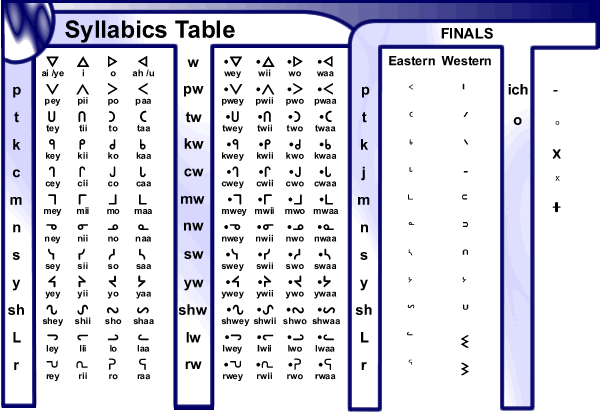 Syllabics Table
FINALS
Eastern Western
ᐁ ᐃ ᐅ ᐊ w •ᐁ •ᐃ •ᐅ •ᐊ
ai /ye i o ah /u wey wii wo waa
p ᐯ ᐱ ᐳ ᐸ pw •ᐯ •ᐱ •ᐳ •ᐸ p ᑉ ᑊ ich -
pey pii po paa pwey pwii pwo pwaa
t ᑌ ᑎ ᑐ ᑕ tw •ᑌ •ᑎ •ᑐ •ᑕ t ᑦ ᐟ o o
tey tii to taa twey twii two twaa
k ᑫ ᑭ ᑯ ᑲ kw •ᑫ •ᑭ •ᑯ •ᑲ k ᒃ ᐠ x
key kii ko kaa kwey kwii kwo kwaa
c ᒉ ᒋ ᒍ ᒐ cw •ᒉ •ᒋ •ᒍ •ᒐ j ᒡ ᐨ x
cey cii co caa cwey cwii cwo cwaa
m ᒣ ᒥ ᒧ ᒪ mw •ᒣ •ᒥ •ᒧ •ᒪ m ᒻ ᒼ +
mey mii mo maa mwey mwii mwo mwaa
n ᓀ ᓂ ᓄ ᓇ nw •ᓀ •ᓂ •ᓄ •ᓇ n ᓐ ᐣ
ney nii no naa nwey nwii nwo nwaa
s ᓭ ᓯ ᓱ ᓴ sw •ᓭ •ᓯ •ᓱ •ᓴ s ᔅ ᐢ
sey sii so saa swey swii swo swaa
y ᔦ ᔨ ᔪ ᔭ yw •ᔦ •ᔨ •ᔪ •ᔭ y ᔾ ᔾ
yey yii yo yaa ywey ywii ywo ywaa
sh ᔐ ᔑ ᔓ ᔕ shw •ᔐ •ᔑ •ᔓ •ᔕ sh ᔥ ᐡ
shey shii sho shaa shwey shwii shwo shwaa
L ᓓ ᓕ ᓗ ᓚ lw •ᓓ •ᓕ •ᓗ •ᓚ L ᓪ ᓬ
ley lii lo laa lwey lwii lwo lwaa
r ᕃ ᕆ ᕈ ᕋ rw •ᕃ •ᕆ •ᕈ •ᕋ r ᕐ ᕒ
rey rii ro raa rwey rwii rwo rwaa